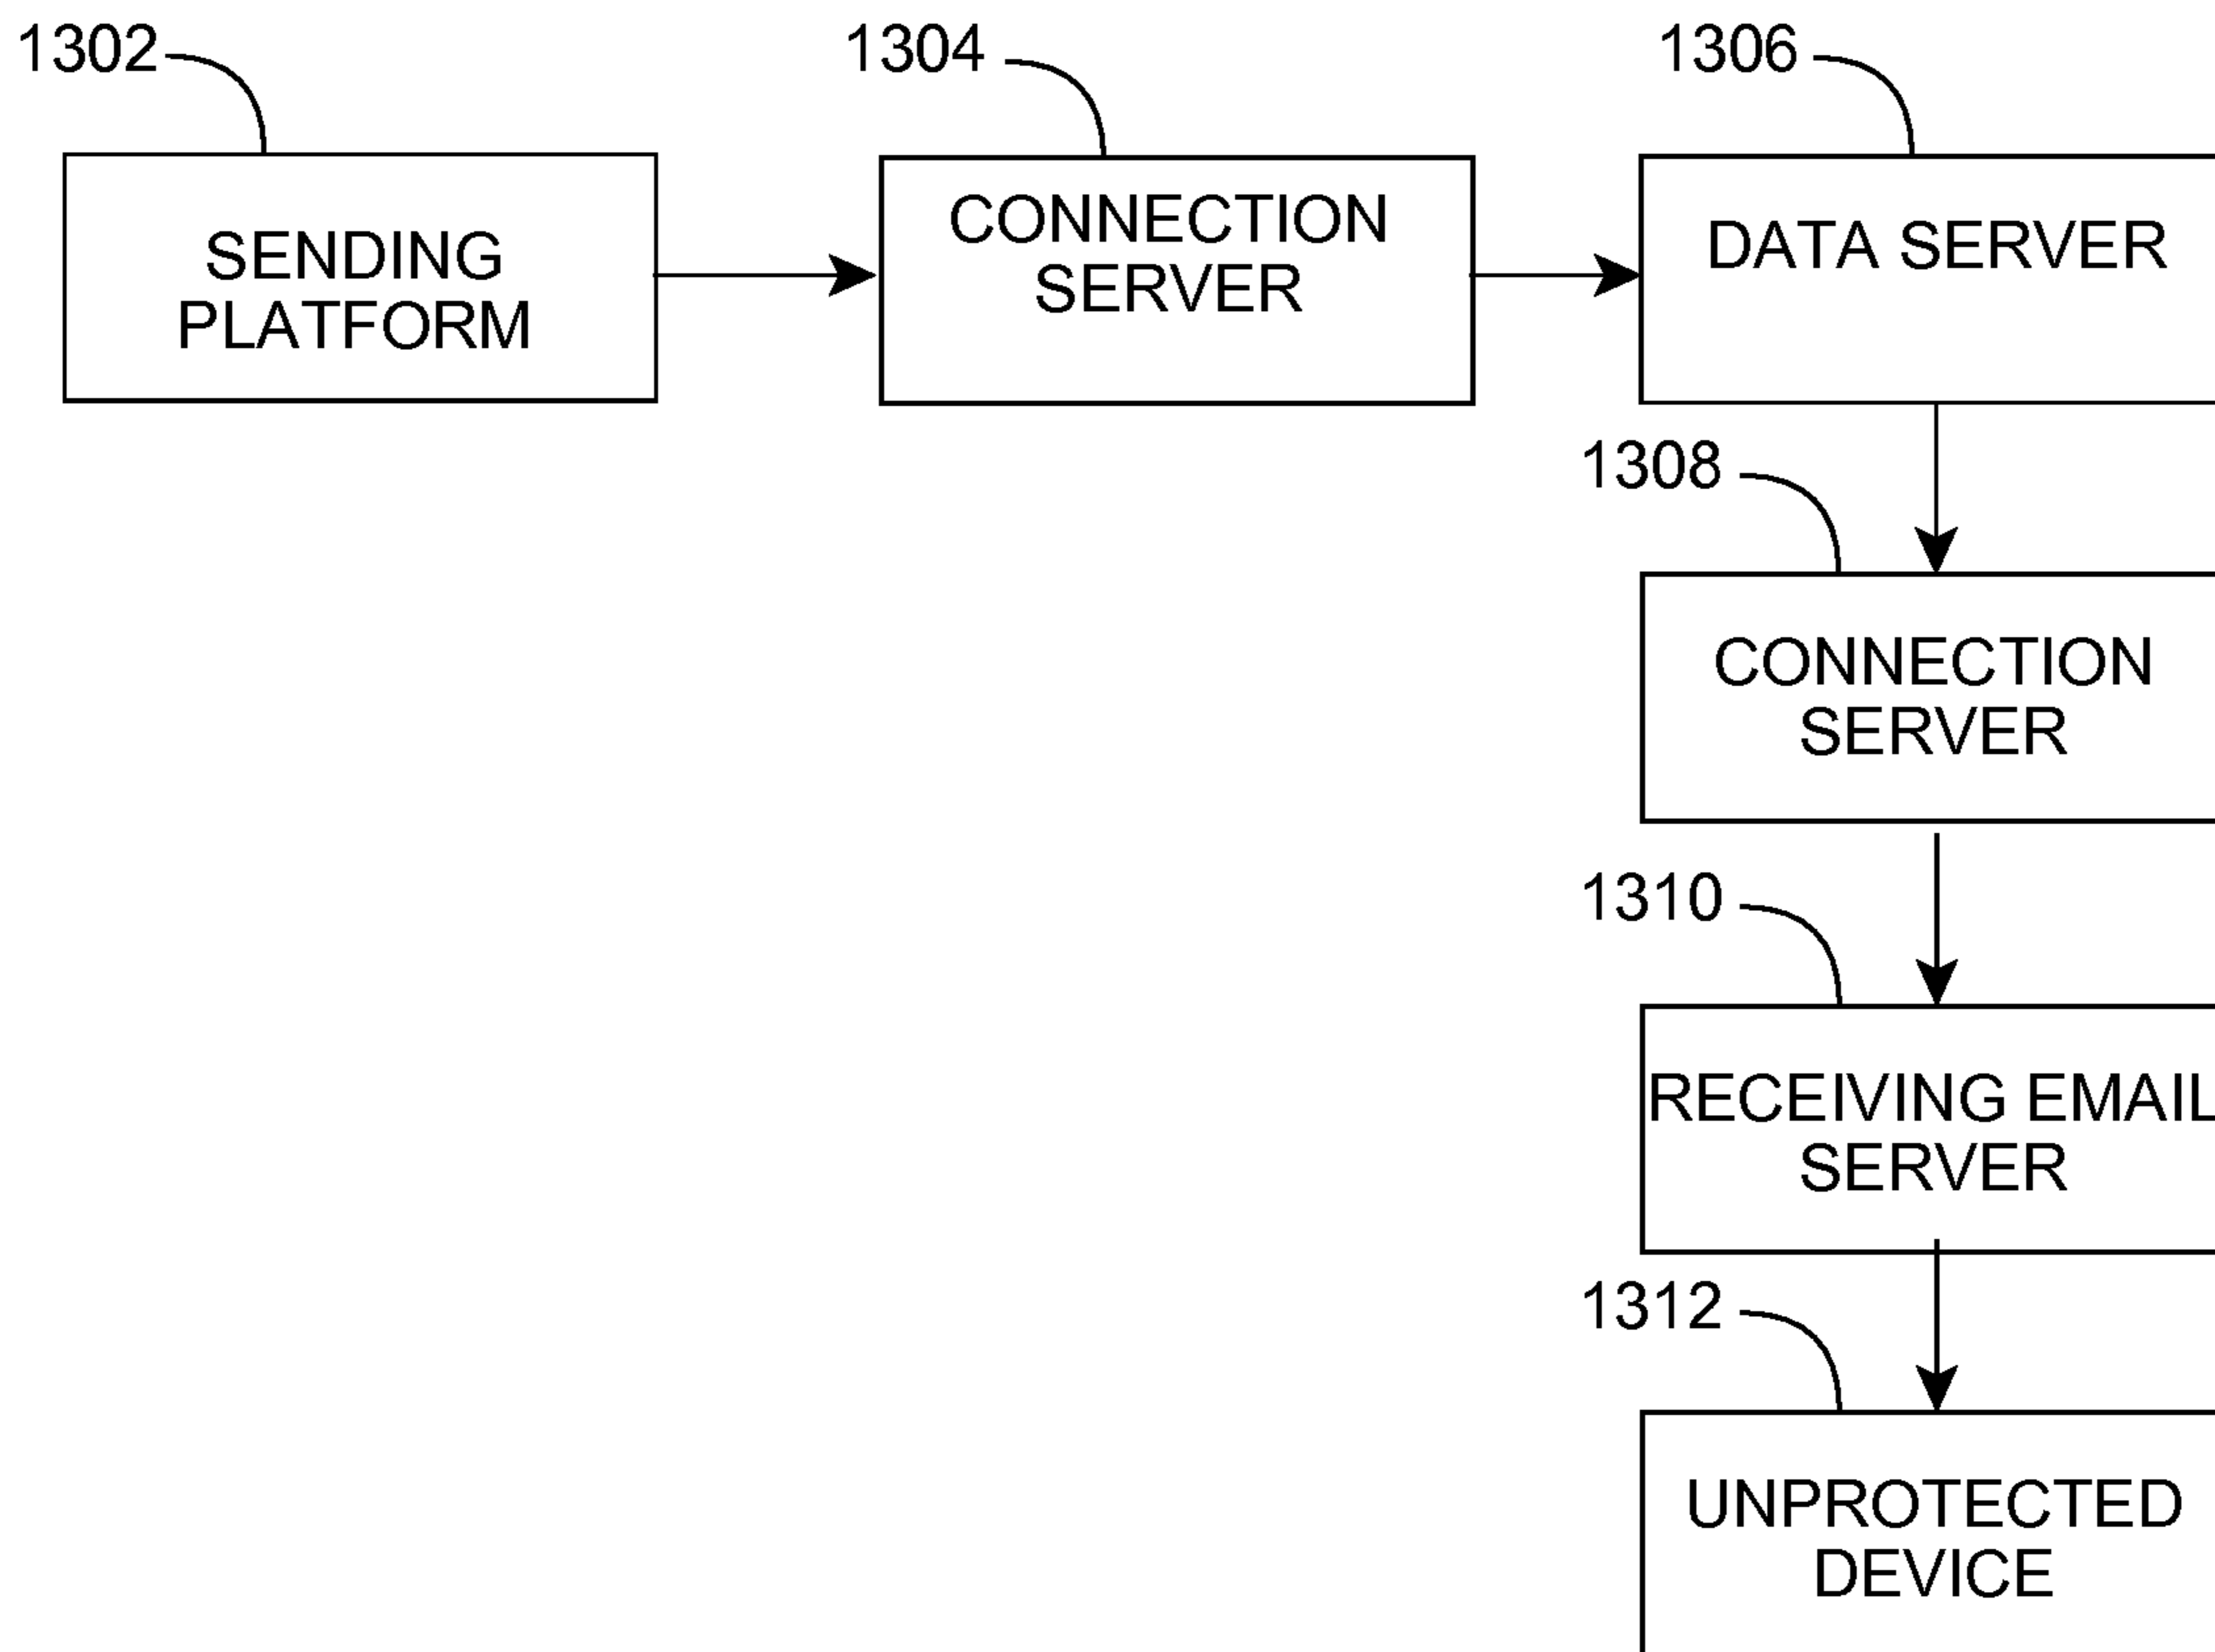 1302
1304
1306
SENDING
PLATFORM
CONNECTION
SERVER
DATA SERVER
1308
CONNECTION
SERVER
1310
RECEIVING EMAIL
SERVER
1312
UNPROTECTED
DEVICE